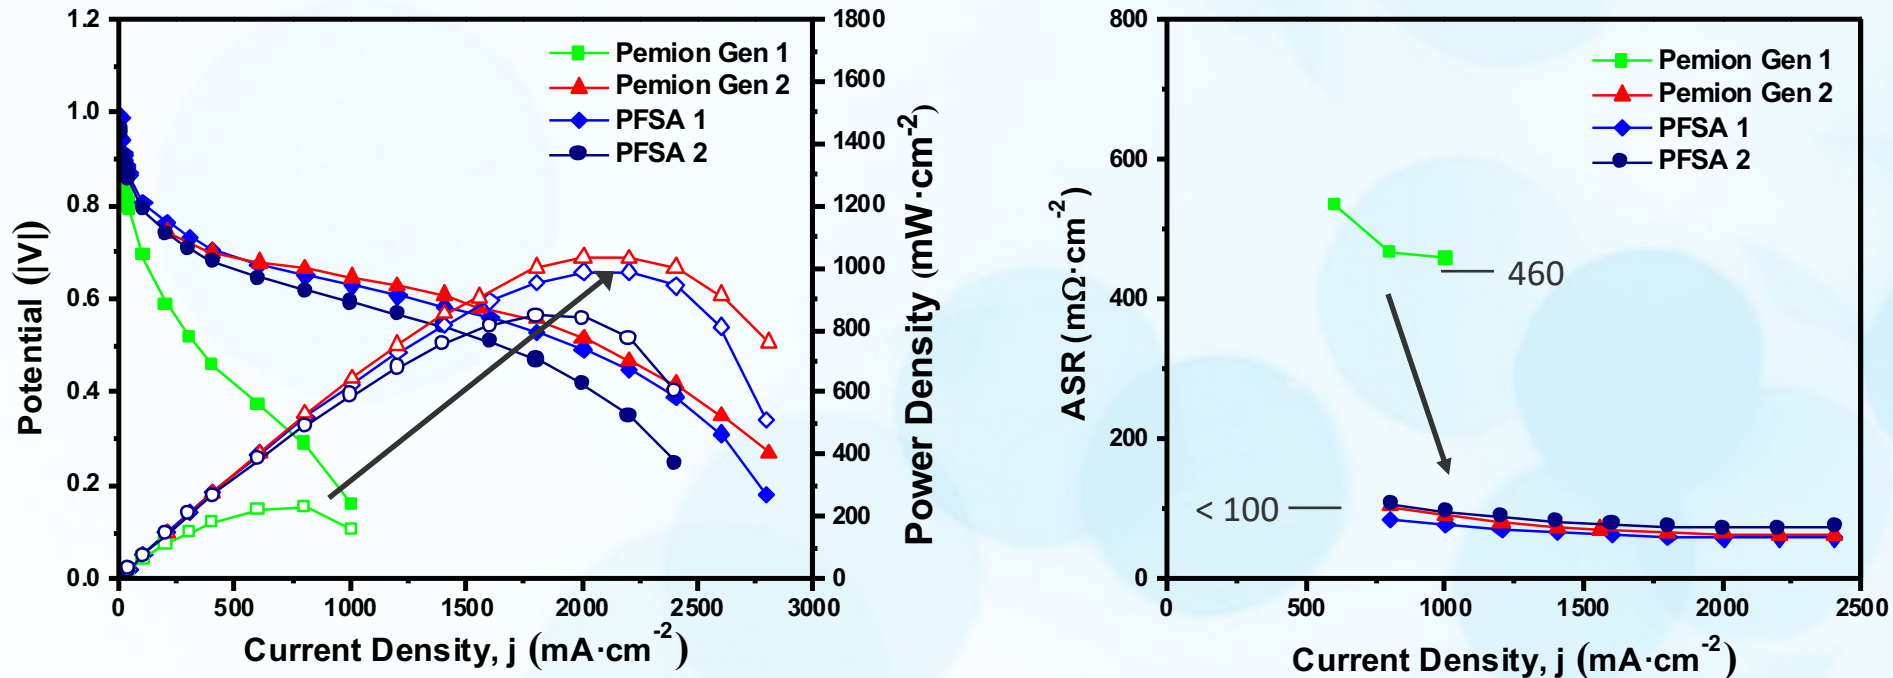 1.2
1.0
0.8
0.6
0.4
0.2
0.0
Potential (|V|)
Pemion Gen 1
Pemion Gen 2
PFSA 1
PFSA 2
1800
1600
1400
1200
1000
800
600
400
200
0
Power Density (mW·cm-2)
0 500 1000 1500 2000 2500 3000
Current Density, j (mA·cm-2)
800
600
400
200
0
ASR (mΩ·cm-2)
Pemion Gen 1
Pemion Gen 2
PFSA 1
PFSA 2
460
< 100
0 500 1000 1500 2000 2500
Current Density, j (mA·cm-2)